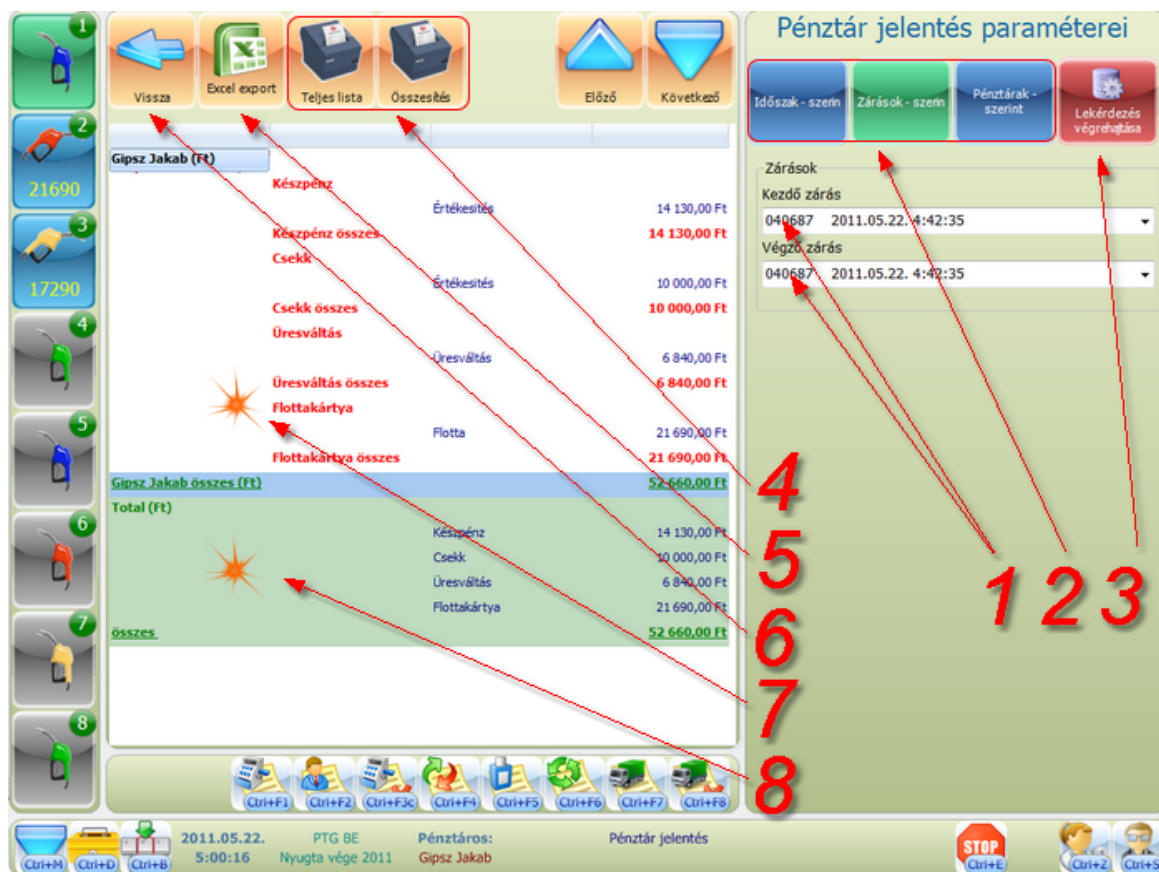 1
2
21690
3
17290
4
5
6
7
8
Vissza
Excel export
Teljes lista
Összesítés
Előző
Következő
Gipsz Jakab (Ft)
Készpénz
Értékesítés 14 130,00 Ft
Készpénz összes 14 130,00 Ft
Csekk
Értékesítés 10 000,00 Ft
Csekk összes 10 000,00 Ft
Üresváltás
Üresváltás 6 840,00 Ft
Üresváltás összes 6 840,00 Ft
Flottakártya
Flotta 21 690,00 Ft
Flottakártya összes 21 690,00 Ft
Gipsz Jakab összes (Ft) 52 660,00 Ft
Total (Ft)
Készpénz 14 130,00 Ft
Csekk 10 000,00 Ft
Üresváltás 6 840,00 Ft
Flottakártya 21 690,00 Ft
összes 52 660,00 Ft
Ctrl+F1 Ctrl+F2 Ctrl+F3c Ctrl+F4 Ctrl+F5 Ctrl+F6 Ctrl+F7 Ctrl+F8
Pénztár jelentés paraméterei
Időszak - szerin
Zárások - szerin
Pénztárak -
szerint
Lekérdezés
végrehajtása
Zárások
Kezdő zárás
040687 2011.05.22. 4:42:35
Végző zárás
040687 2011.05.22. 4:42:35
1 2 3
4
5
6
7
8
Ctrl+M Ctrl+D Ctrl+B
2011.05.22. PTG BE Pénztáros: Pénztár jelentés
5:00:16 Nyugta vége 2011 Gipsz Jakab
STOP
Ctrl+E
Ctrl+Z Ctrl+S